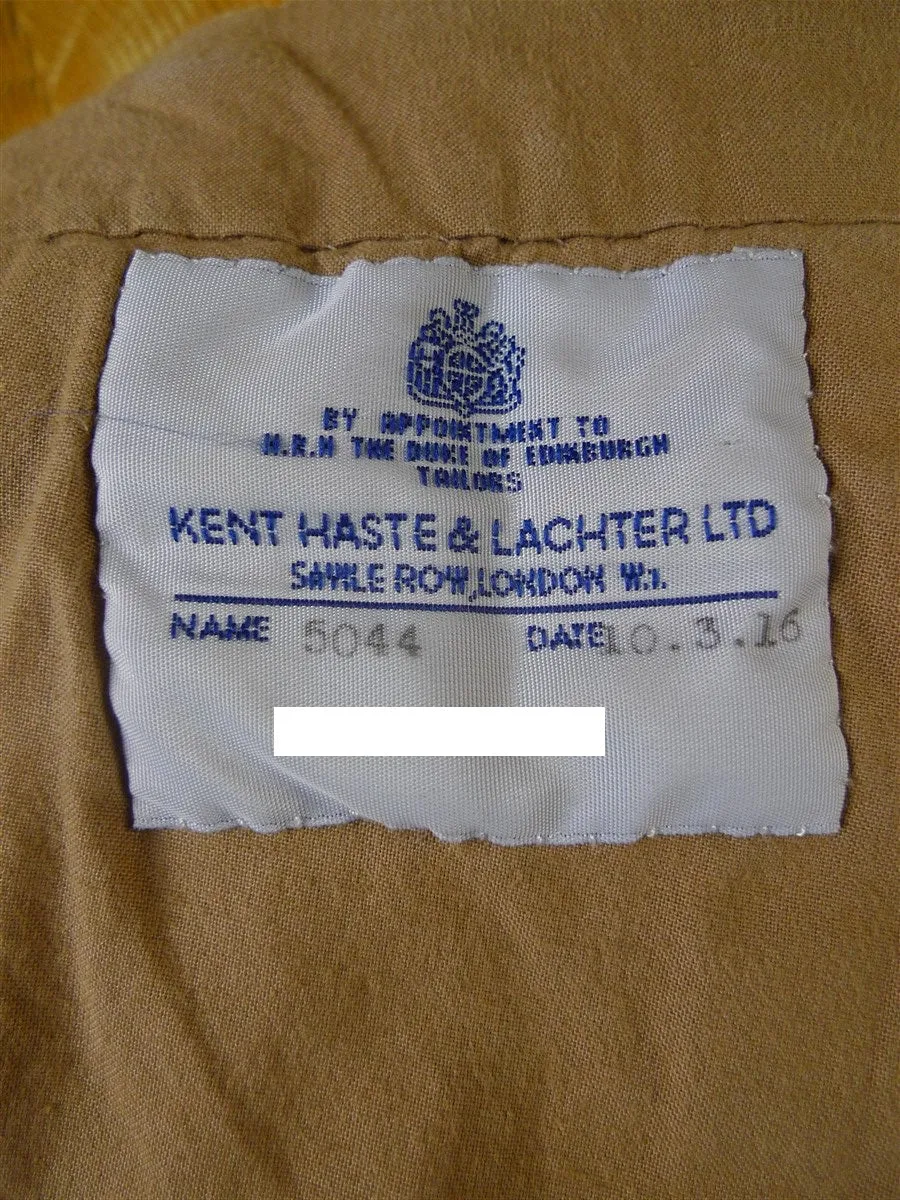 BY APPOINTMENT TO
H.R.H THE DUKE OF EDINBURGH
TAILORS
KENT HASTE & LACHTER LTD
SAVILE ROW, LONDON W.1.
NAME 5044 DATE 10.3.16